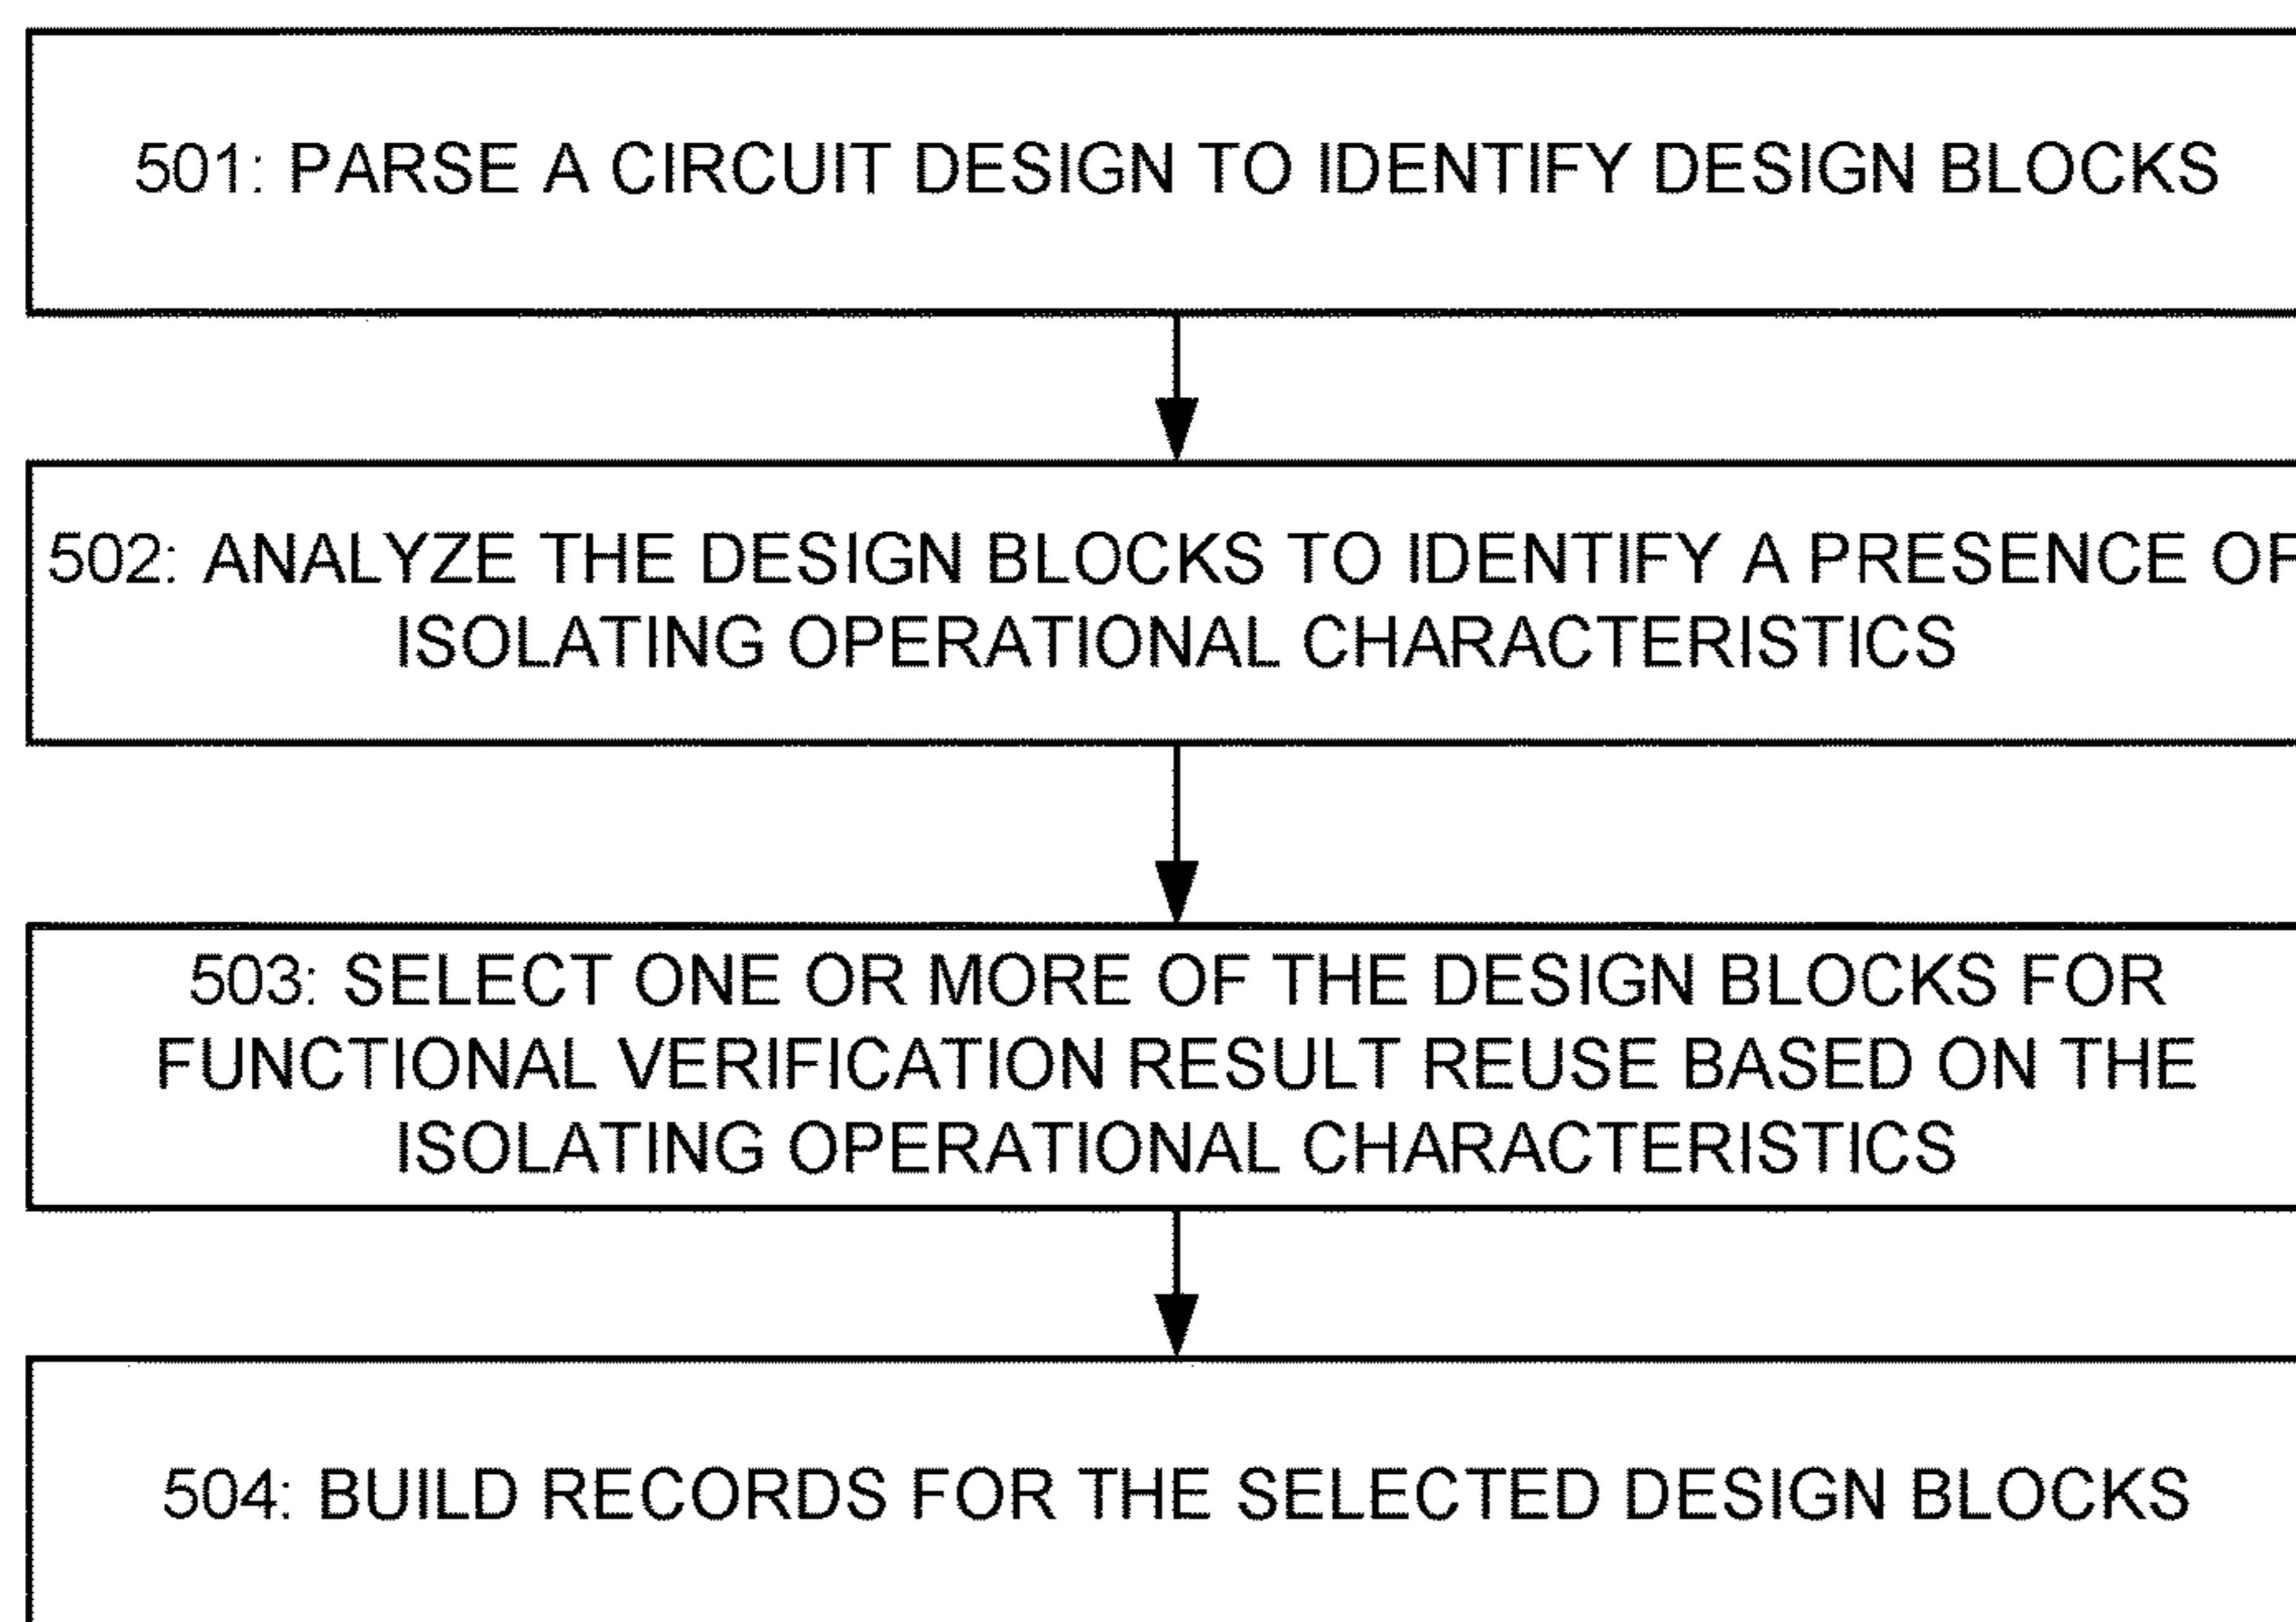 501: PARSE A CIRCUIT DESIGN TO IDENTIFY DESIGN BLOCKS
502: ANALYZE THE DESIGN BLOCKS TO IDENTIFY A PRESENCE OF
ISOLATING OPERATIONAL CHARACTERISTICS
503: SELECT ONE OR MORE OF THE DESIGN BLOCKS FOR
FUNCTIONAL VERIFICATION RESULT REUSE BASED ON THE
ISOLATING OPERATIONAL CHARACTERISTICS
504: BUILD RECORDS FOR THE SELECTED DESIGN BLOCKS